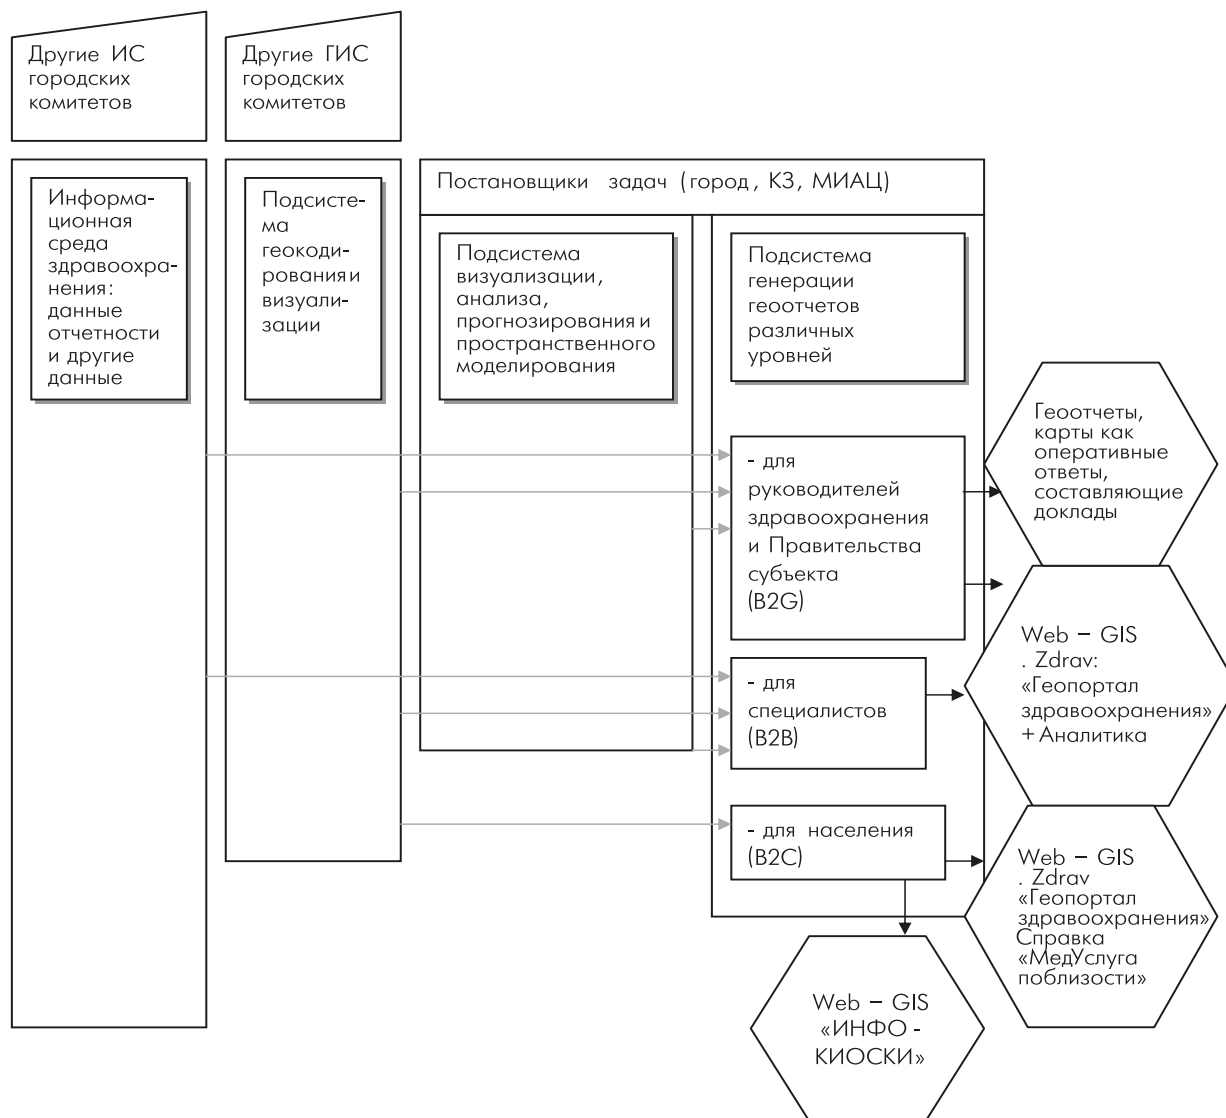 Другие ИС
городских
комитетов
Другие ГИС
городских
комитетов
Информа-
ционная
среда
здравоохра-
нения:
данные
отчетности
и другие
данные
Подсисте-
ма
геокоди-
рования и
визуали-
зации
Постановщики задач (город, КЗ, МИАЦ)
Подсистема
визуализации,
анализа,
прогнозирования и
пространственного
моделирования
Подсистема
генерации
геоотчетов
различных
уровней
- для
руководителей
здравоохранения
и Правительства
субъекта
(B2G)
Геоотчеты,
карты как
оперативные
ответы,
составляющие
доклады
- для
специалистов
(B2B)
Web – GIS
. Zdrav:
«Геопортал
здравоохранения»
+ Аналитика
- для населения
(B2C)
Web – GIS
. Zdrav
«Геопортал
здравоохранения»
Справка
«МедУслуга
поблизости»
Web – GIS
«ИНФО -
КИОСКИ»